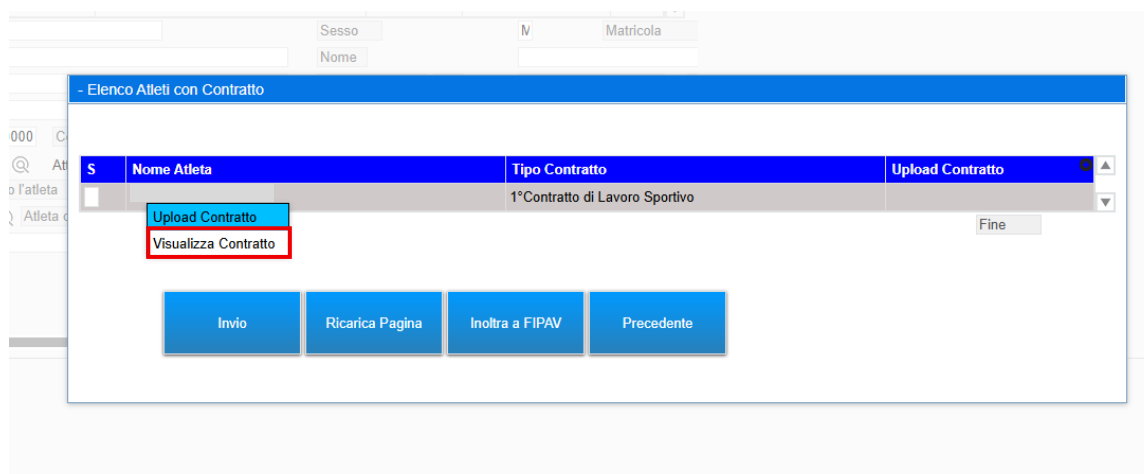 Sesso M Matricola
Nome
- Elenco Atleti con Contratto
000
S Nome Atleta Tipo Contratto Upload Contratto
o l'atleta
1°Contratto di Lavoro Sportivo
Atleta
Upload Contratto
Fine
Visualizza Contratto
Invio Ricarica Pagina Inoltra a FIPAV Precedente